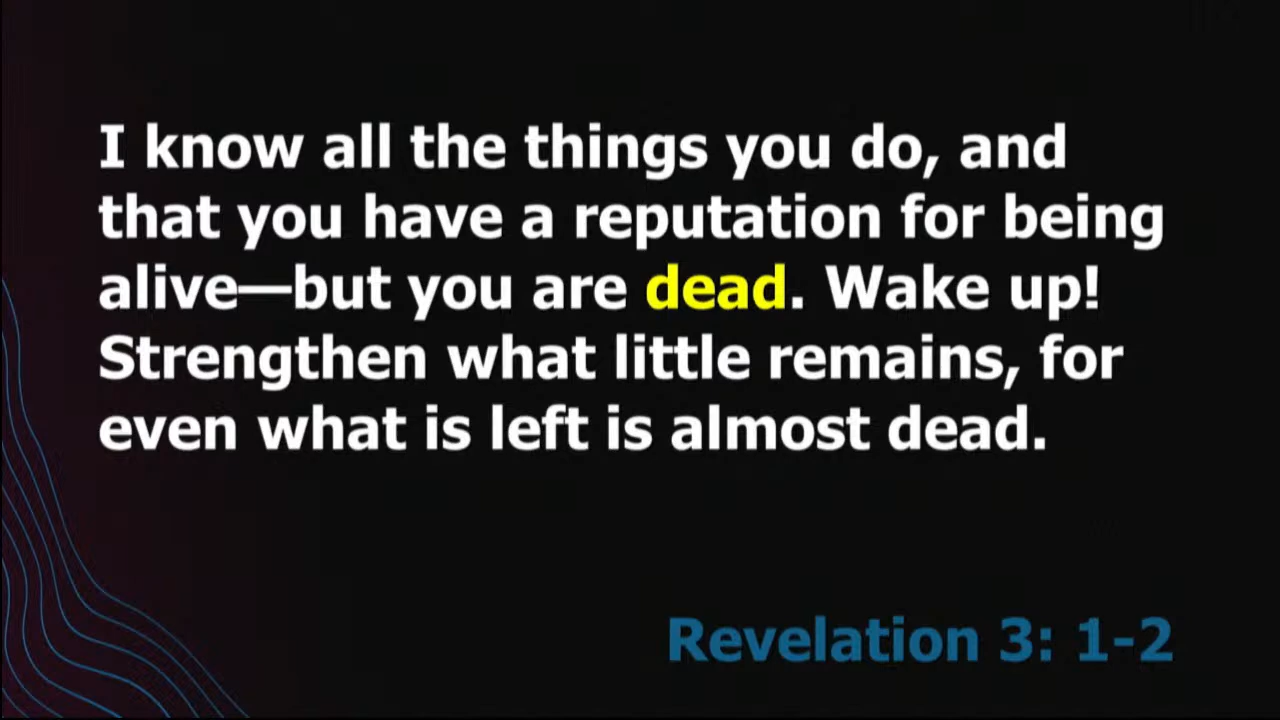 I know all the things you do, and
that you have a reputation for being
alive—but you are dead. Wake up!
Strengthen what little remains, for
even what is left is almost dead.
Revelation 3: 1-2